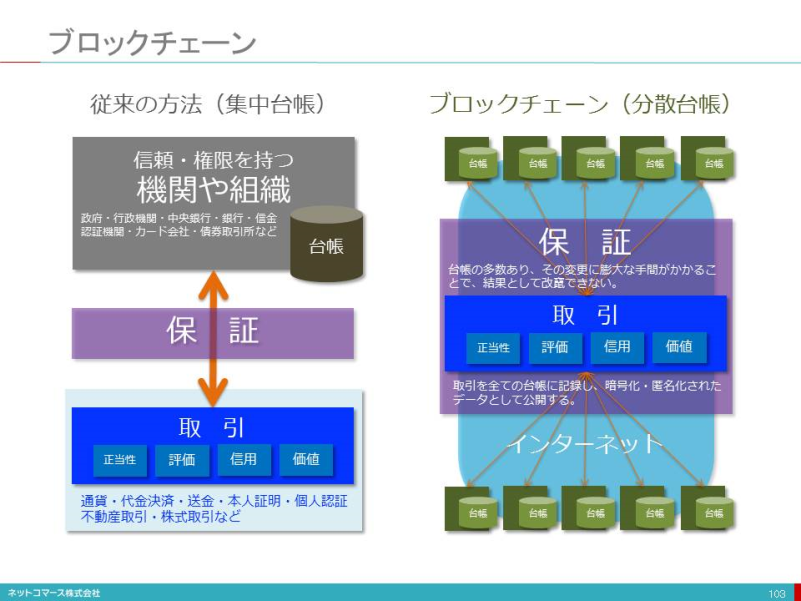 ブロックチェーン
従来の方法（集中台帳）
信頼・権限を持つ
機関や組織
政府・行政機関・中央銀行・銀行・信金
認証機関・カード会社・債券取引所など
台帳
保 証
取 引
正当性 評価 信用 価値
通貨・代金決済・送金・本人証明・個人認証
不動産取引・株式取引など
ブロックチェーン（分散台帳）
台帳 台帳 台帳 台帳 台帳
保 証
台帳の多数あり、その変更に膨大な手間がかかるこ
とで、結果として改竄できない。
取 引
正当性 評価 信用 価値
取引を全ての台帳に記録し、暗号化・匿名化された
データとして公開する。
インターネット
台帳 台帳 台帳 台帳 台帳
ネットコマース株式会社
103